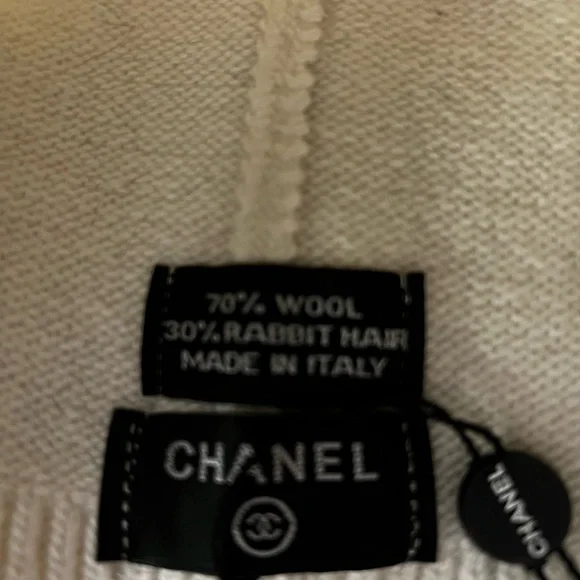 70% WOOL
30% RABBIT HAIR
MADE IN ITALY
CHANEL
CHANEL